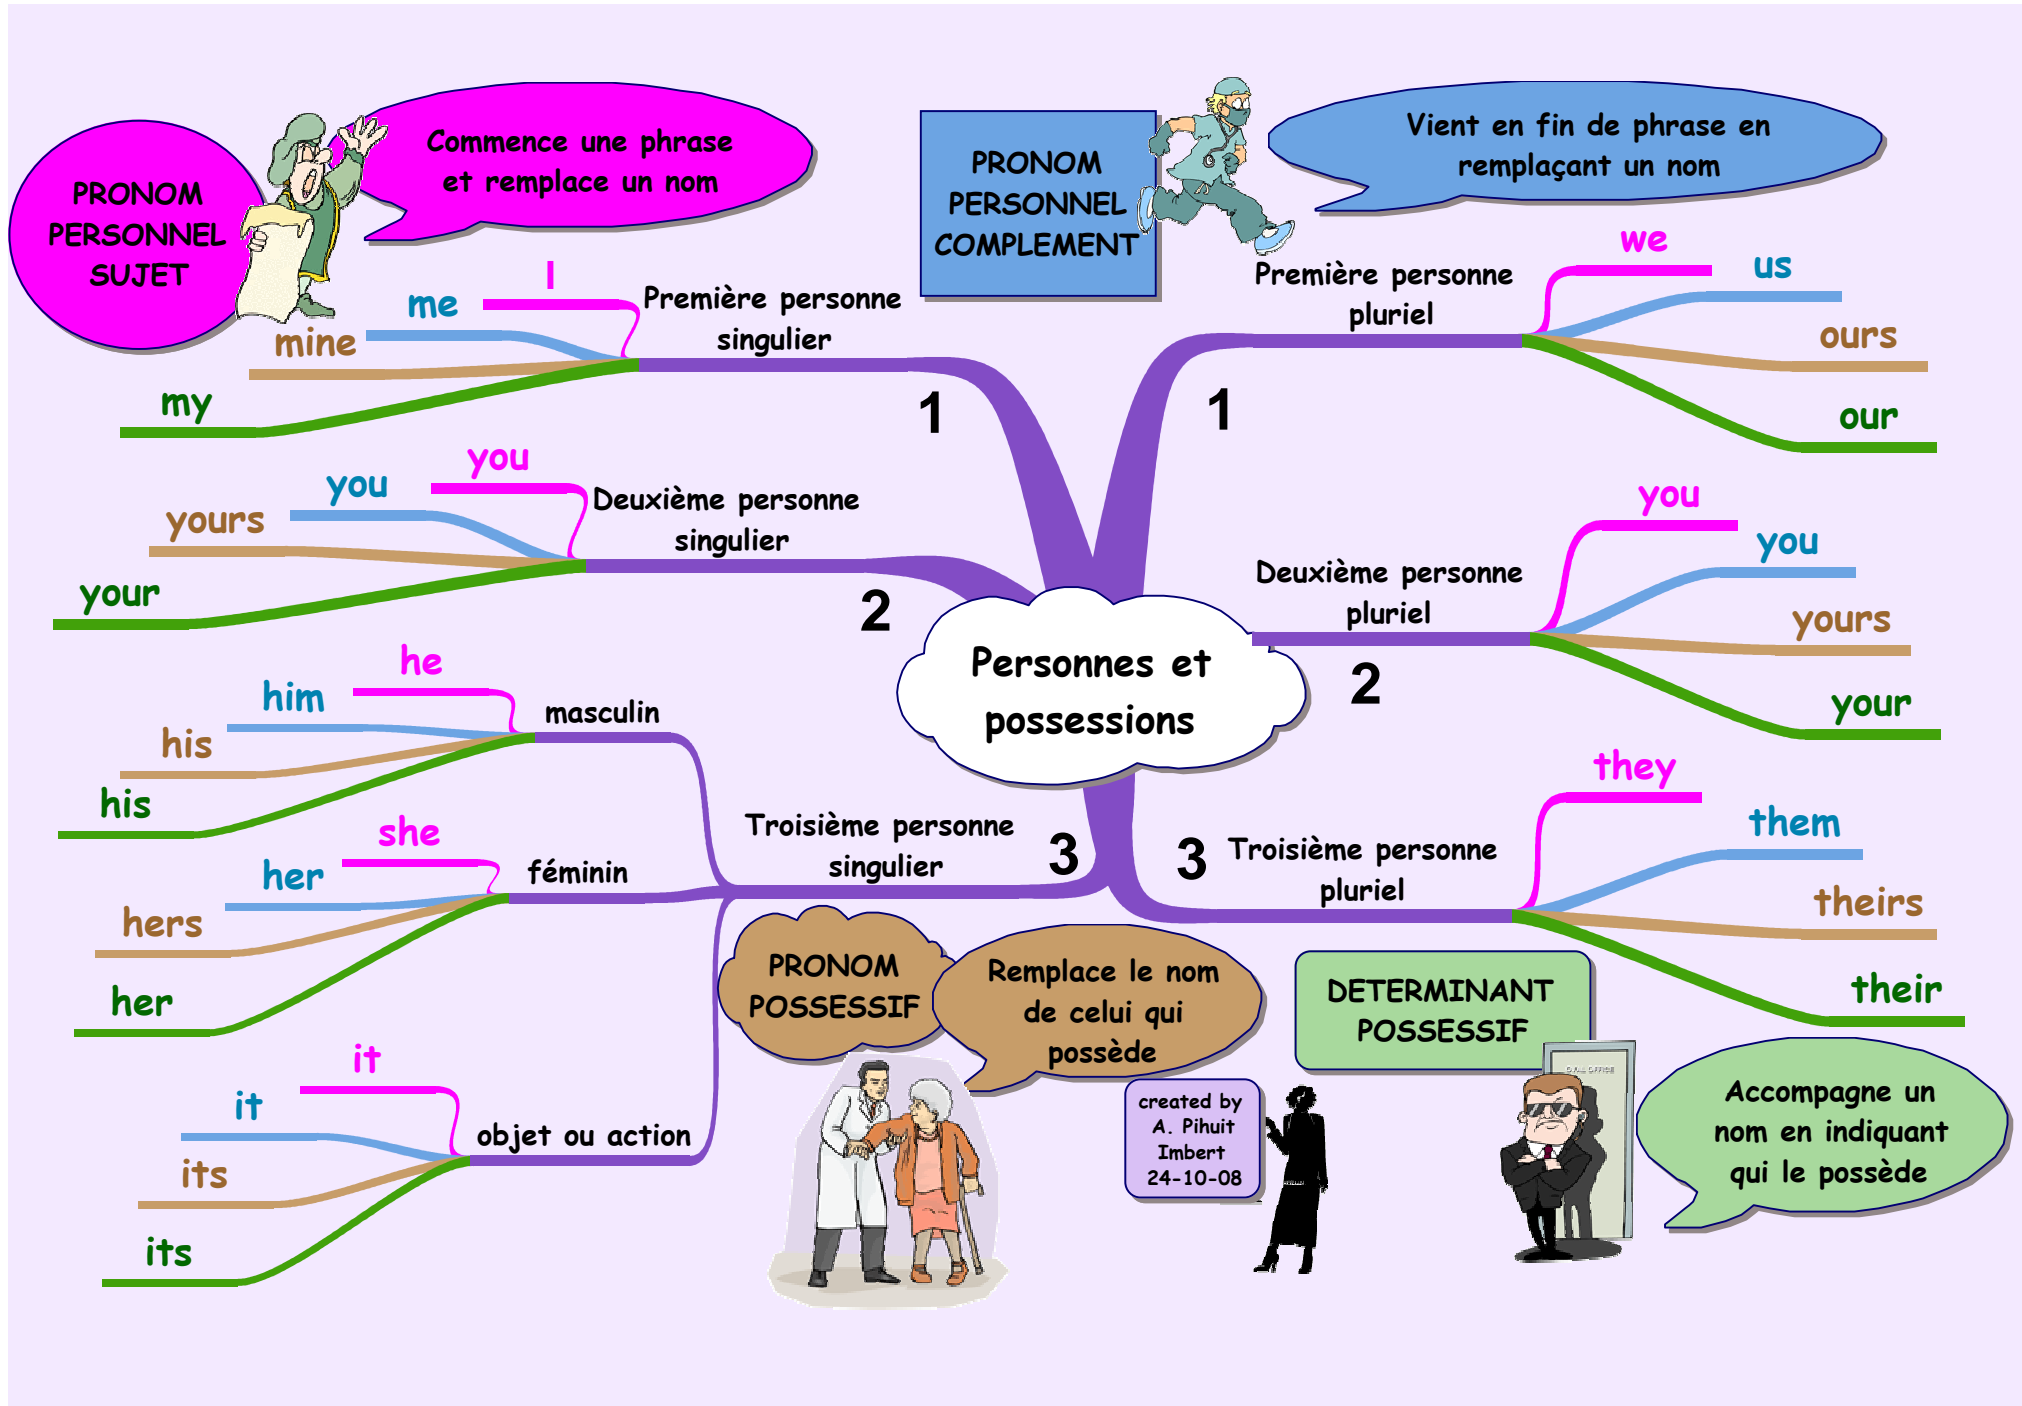 PRONOM
PERSONNEL
SUJET
Commence une phrase
et remplace un nom
PRONOM
PERSONNEL
COMPLEMENT
Vient en fin de phrase en
remplaçant un nom
Personnes et
possessions
1
Première personne
singulier
I
me
mine
my
2
Deuxième personne
singulier
you
you
yours
your
3
Troisième personne
singulier
masculin
he
him
his
his
féminin
she
her
hers
her
objet ou action
it
it
its
its
1
Première personne
pluriel
we
us
ours
our
2
Deuxième personne
pluriel
you
you
yours
your
3
Troisième personne
pluriel
they
them
theirs
their
PRONOM
POSSESSIF
Remplace le nom
de celui qui
possède
DETERMINANT
POSSESSIF
OVAL OFFICE
Accompagne un
nom en indiquant
qui le possède
created by
A. Pihuit
Imbert
24-10-08